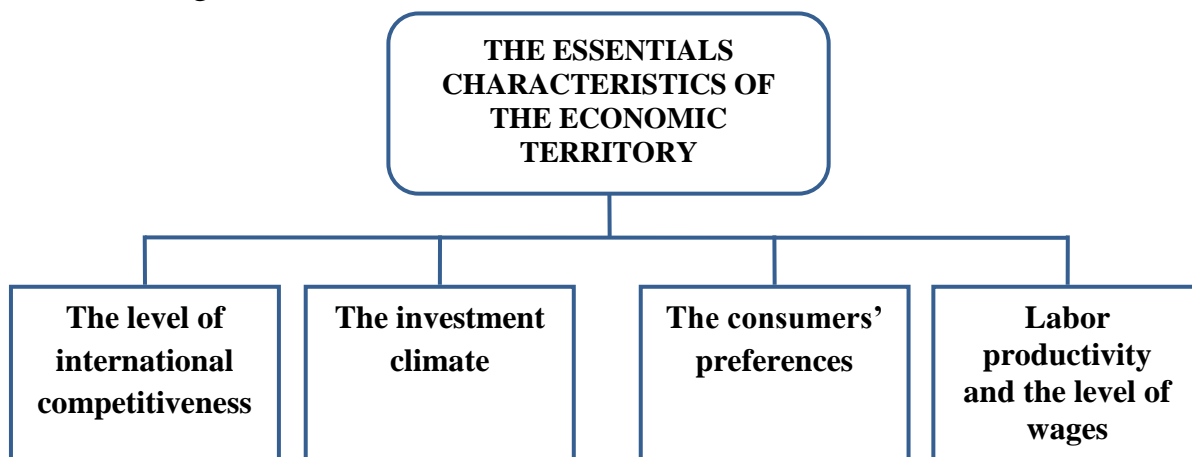 THE ESSENTIALS
CHARACTERISTICS OF
THE ECONOMIC
TERRITORY
The level of
international
competitiveness
The investment
climate
The consumers’
preferences
Labor
productivity
and the level of
wages